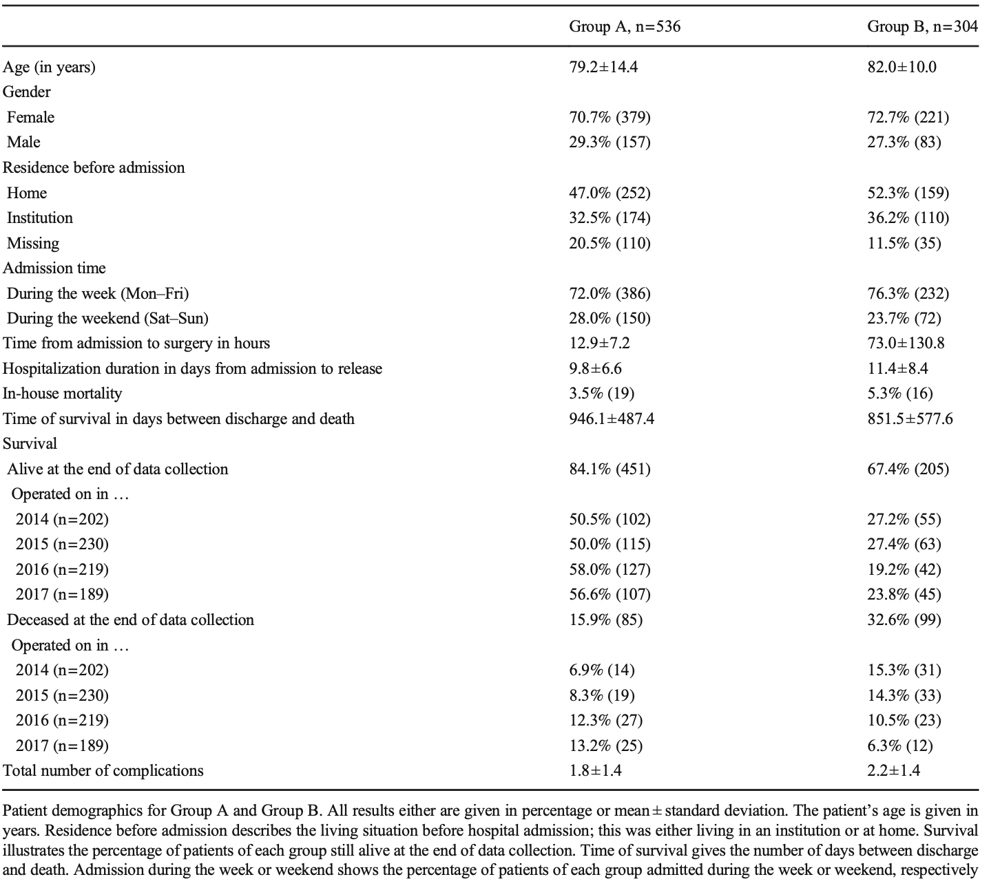 Group A, n=536 Group B, n=304
Age (in years) 79.2±14.4 82.0±10.0
Gender
Female 70.7% (379) 72.7% (221)
Male 29.3% (157) 27.3% (83)
Residence before admission
Home 47.0% (252) 52.3% (159)
Institution 32.5% (174) 36.2% (110)
Missing 20.5% (110) 11.5% (35)
Admission time
During the week (Mon–Fri) 72.0% (386) 76.3% (232)
During the weekend (Sat–Sun) 28.0% (150) 23.7% (72)
Time from admission to surgery in hours 12.9±7.2 73.0±130.8
Hospitalization duration in days from admission to release 9.8±6.6 11.4±8.4
In-house mortality 3.5% (19) 5.3% (16)
Time of survival in days between discharge and death 946.1±487.4 851.5±577.6
Survival
Alive at the end of data collection 84.1% (451) 67.4% (205)
Operated on in …
2014 (n=202) 50.5% (102) 27.2% (55)
2015 (n=230) 50.0% (115) 27.4% (63)
2016 (n=219) 58.0% (127) 19.2% (42)
2017 (n=189) 56.6% (107) 23.8% (45)
Deceased at the end of data collection 15.9% (85) 32.6% (99)
Operated on in …
2014 (n=202) 6.9% (14) 15.3% (31)
2015 (n=230) 8.3% (19) 14.3% (33)
2016 (n=219) 12.3% (27) 10.5% (23)
2017 (n=189) 13.2% (25) 6.3% (12)
Total number of complications 1.8±1.4 2.2±1.4
Patient demographics for Group A and Group B. All results either are given in percentage or mean ± standard deviation. The patient's age is given in
years. Residence before admission describes the living situation before hospital admission; this was either living in an institution or at home. Survival
illustrates the percentage of patients of each group still alive at the end of data collection. Time of survival gives the number of days between discharge
and death. Admission during the week or weekend shows the percentage of patients of each group admitted during the week or weekend, respectively